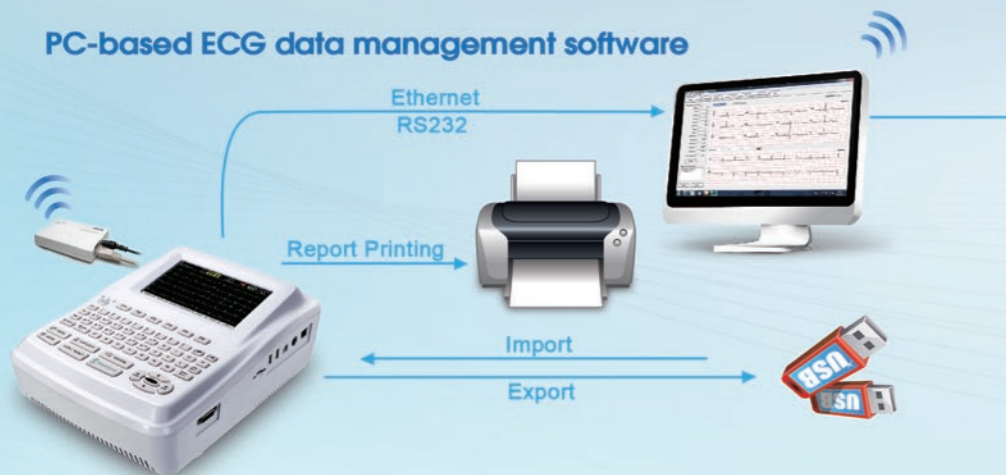 PC-based ECG data management software
Ethernet
RS232
Report Printing
Import
Export
USB
USB